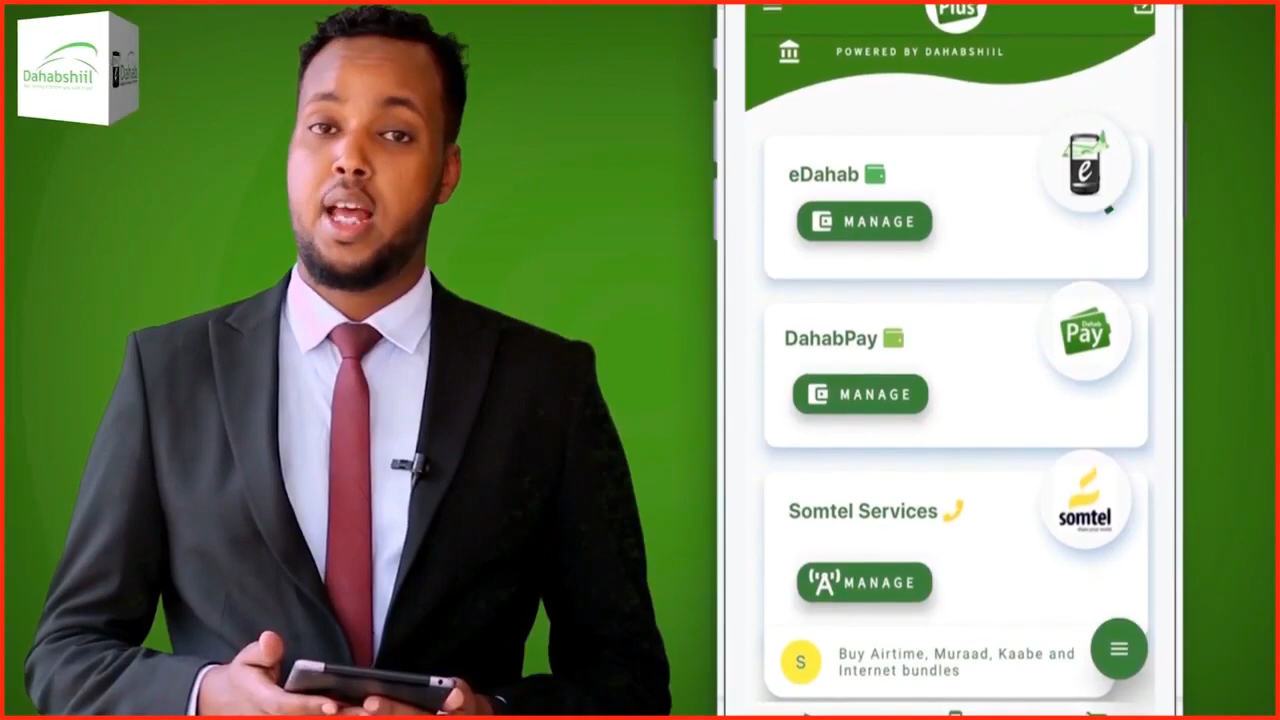 Dahabshiil
Plus
POWERED BY DAHABSHIIL
eDahab
e
MANAGE
DahabPay
Dahab
Pay
MANAGE
Somtel Services
somtel
MANAGE
S
Buy Airtime, Muraad, Kaabe and
Internet bundles